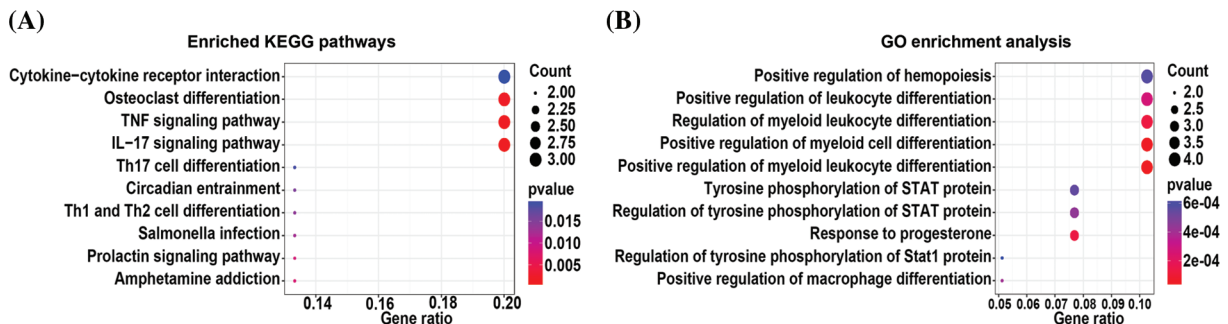 (A)
Enriched KEGG pathways
Cytokine−cytokine receptor interaction
Osteoclast differentiation
TNF signaling pathway
IL−17 signaling pathway
Th17 cell differentiation
Circadian entrainment
Th1 and Th2 cell differentiation
Salmonella infection
Prolactin signaling pathway
Amphetamine addiction
0.14 0.16 0.18 0.20
Gene ratio
Count
2.00
2.25
2.50
2.75
3.00
pvalue
0.015
0.010
0.005
(B)
GO enrichment analysis
Positive regulation of hemopoiesis
Positive regulation of leukocyte differentiation
Regulation of myeloid leukocyte differentiation
Positive regulation of myeloid cell differentiation
Positive regulation of myeloid leukocyte differentiation
Tyrosine phosphorylation of STAT protein
Regulation of tyrosine phosphorylation of STAT protein
Response to progesterone
Regulation of tyrosine phosphorylation of Stat1 protein
Positive regulation of macrophage differentiation
0.05 0.06 0.07 0.08 0.09 0.10
Gene ratio
Count
2.0
2.5
3.0
3.5
4.0
pvalue
6e−04
4e−04
2e−04